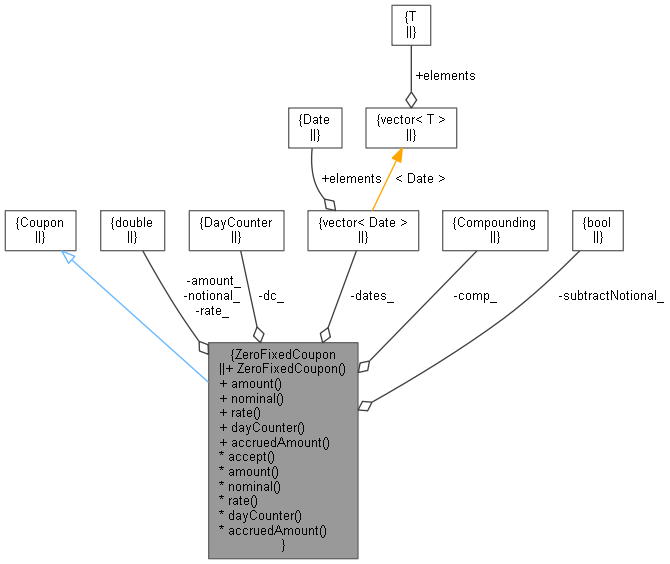 {T
||}
+elements
{Date
||}
{vector< T >
||}
+elements
< Date >
{Coupon
||}
{double
||}
{DayCounter
||}
{vector< Date >
||}
{Compounding
||}
{bool
||}
-amount_
-notional_
-rate_
-dc_
-dates_
-comp_
-subtractNotional_
{ZeroFixedCoupon
||+ ZeroFixedCoupon()
+ amount()
+ nominal()
+ rate()
+ dayCounter()
+ accruedAmount()
* accept()
* amount()
* nominal()
* rate()
* dayCounter()
* accruedAmount()
}